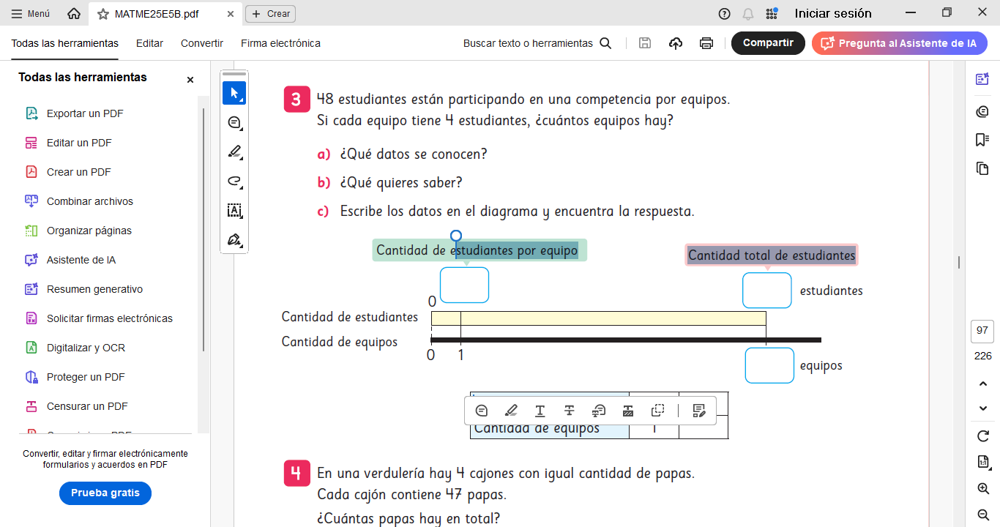 Menú
MATME25E5B.pdf
Crear
Iniciar sesión
Todas las herramientas
Editar
Convertir
Firma electrónica
Buscar texto o herramientas
Compartir
Pregunta al Asistente de IA
Todas las herramientas
Exportar un PDF
Editar un PDF
Crear un PDF
Combinar archivos
Organizar páginas
Asistente de IA
Resumen generativo
Solicitar firmas electrónicas
Digitalizar y OCR
Proteger un PDF
Censurar un PDF
Convertir, editar y firmar electrónicamente
formularios y acuerdos en PDF
Prueba gratis
3 48 estudiantes están participando en una competencia por equipos.
Si cada equipo tiene 4 estudiantes, ¿cuántos equipos hay?
a) ¿Qué datos se conocen?
b) ¿Qué quieres saber?
c) Escribe los datos en el diagrama y encuentra la respuesta.
Cantidad de estudiantes por equipo
Cantidad total de estudiantes
estudiantes
0
Cantidad de estudiantes
Cantidad de equipos
0 1
equipos
Cantidad de equipos 1
4 En una verdulería hay 4 cajones con igual cantidad de papas.
Cada cajón contiene 47 papas.
¿Cuántas papas hay en total?
97
226
1:1